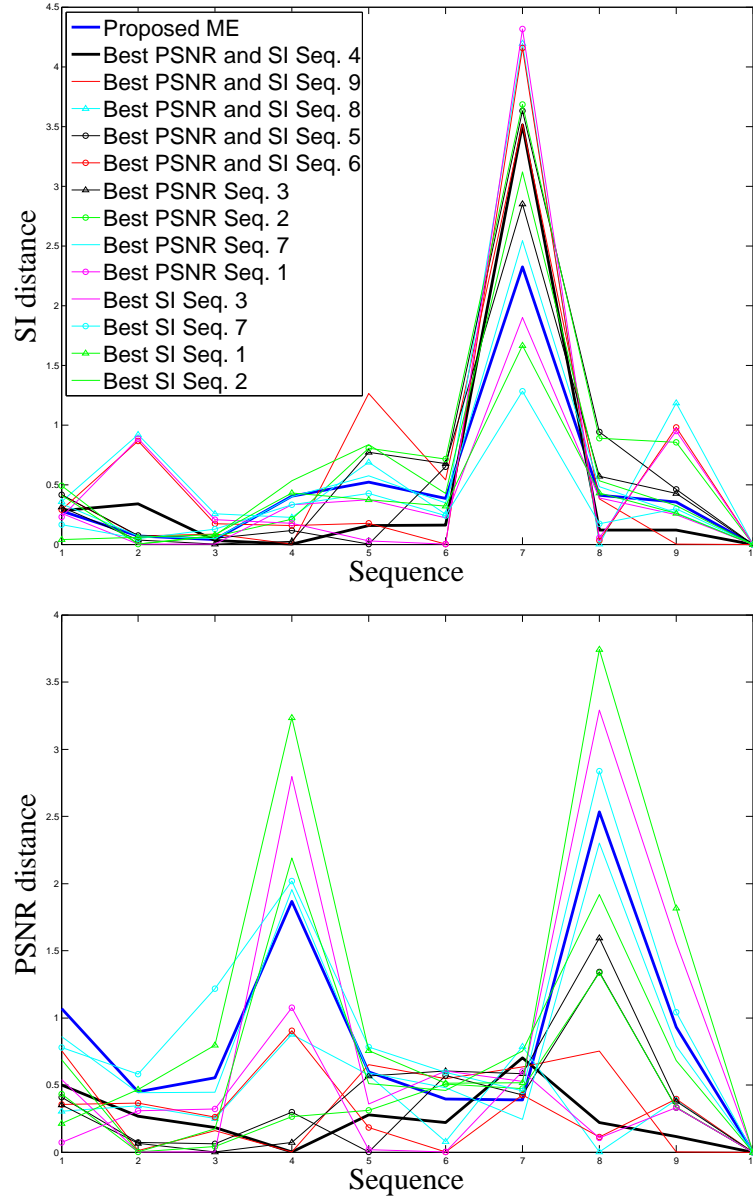 4.5
4
3.5
3
2.5
2
1.5
1
0.5
0
SI distance
Proposed ME
Best PSNR and SI Seq. 4
Best PSNR and SI Seq. 9
Best PSNR and SI Seq. 8
Best PSNR and SI Seq. 5
Best PSNR and SI Seq. 6
Best PSNR Seq. 3
Best PSNR Seq. 2
Best PSNR Seq. 7
Best PSNR Seq. 1
Best SI Seq. 3
Best SI Seq. 7
Best SI Seq. 1
Best SI Seq. 2
1 2 3 4 5 6 7 8 9 1
Sequence
4
3.5
3
2.5
2
1.5
1
0.5
0
PSNR distance
1 2 3 4 5 6 7 8 9 1
Sequence